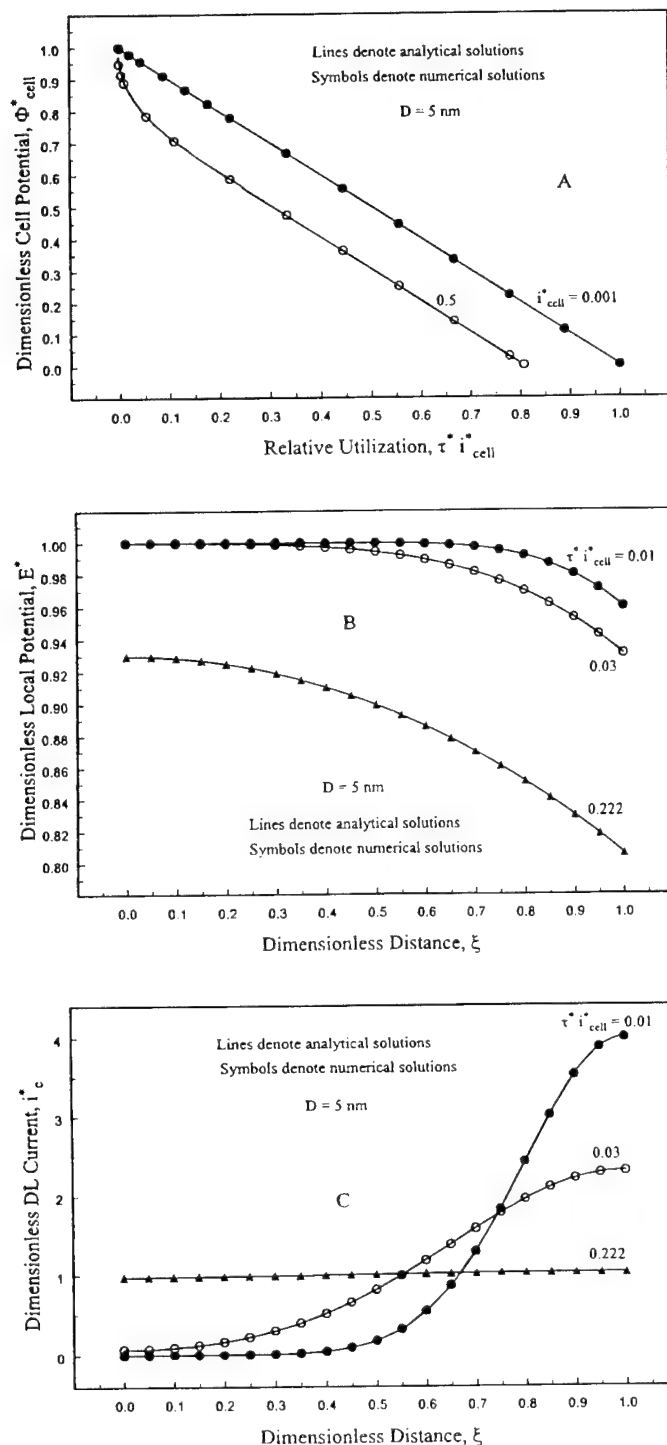 Dimensionless Cell Potential, Φ*cell
1.0
0.9
0.8
0.7
0.6
0.5
0.4
0.3
0.2
0.1
0.0
Lines denote analytical solutions
Symbols denote numerical solutions
D = 5 nm
A
i*cell = 0.001
0.5
0.0 0.1 0.2 0.3 0.4 0.5 0.6 0.7 0.8 0.9 1.0
Relative Utilization, τ* i*cell
Dimensionless Local Potential, E*
1.00
0.98
0.96
0.94
0.92
0.90
0.88
0.86
0.84
0.82
0.80
τ* i*cell = 0.01
B
0.03
D = 5 nm
0.222
Lines denote analytical solutions
Symbols denote numerical solutions
0.0 0.1 0.2 0.3 0.4 0.5 0.6 0.7 0.8 0.9 1.0
Dimensionless Distance, ξ
Dimensionless DL Current, i*c
4
3
2
1
0
τ* i*cell = 0.01
Lines denote analytical solutions
Symbols denote numerical solutions
D = 5 nm
0.03
C
0.222
0.0 0.1 0.2 0.3 0.4 0.5 0.6 0.7 0.8 0.9 1.0
Dimensionless Distance, ξ